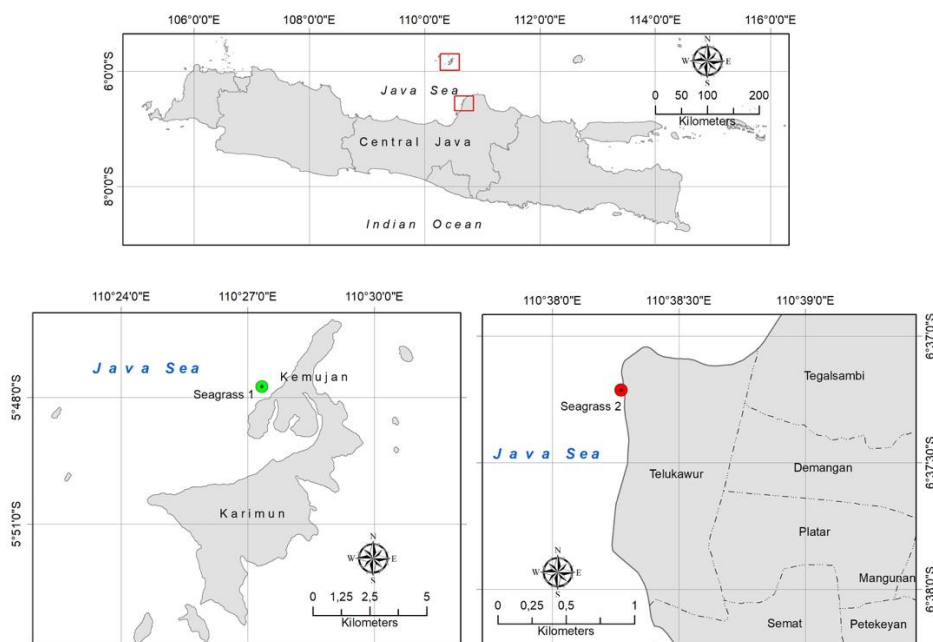 106°0'0"E 108°0'0"E 110°0'0"E 112°0'0"E 114°0'0"E 116°0'0"E
6°0'0"S
8°0'0"S
Java Sea
Central Java
Indian Ocean
N
W E
S
0 50 100 200
Kilometers
110°24'0"E 110°27'0"E 110°30'0"E
5°48'0"S
5°51'0"S
Java Sea
Seagrass 1
Kemujan
Karimun
N
W E
S
0 1,25 2,5 5
Kilometers
110°38'0"E 110°38'30"E 110°39'0"E
6°37'0"S
6°37'30"S
6°38'0"S
Seagrass 2
Java Sea
Tegalsambi
Telukawur
Demangan
Platar
Mangunan
Semat
Petekeyan
N
W E
S
0 0,25 0,5 1
Kilometers